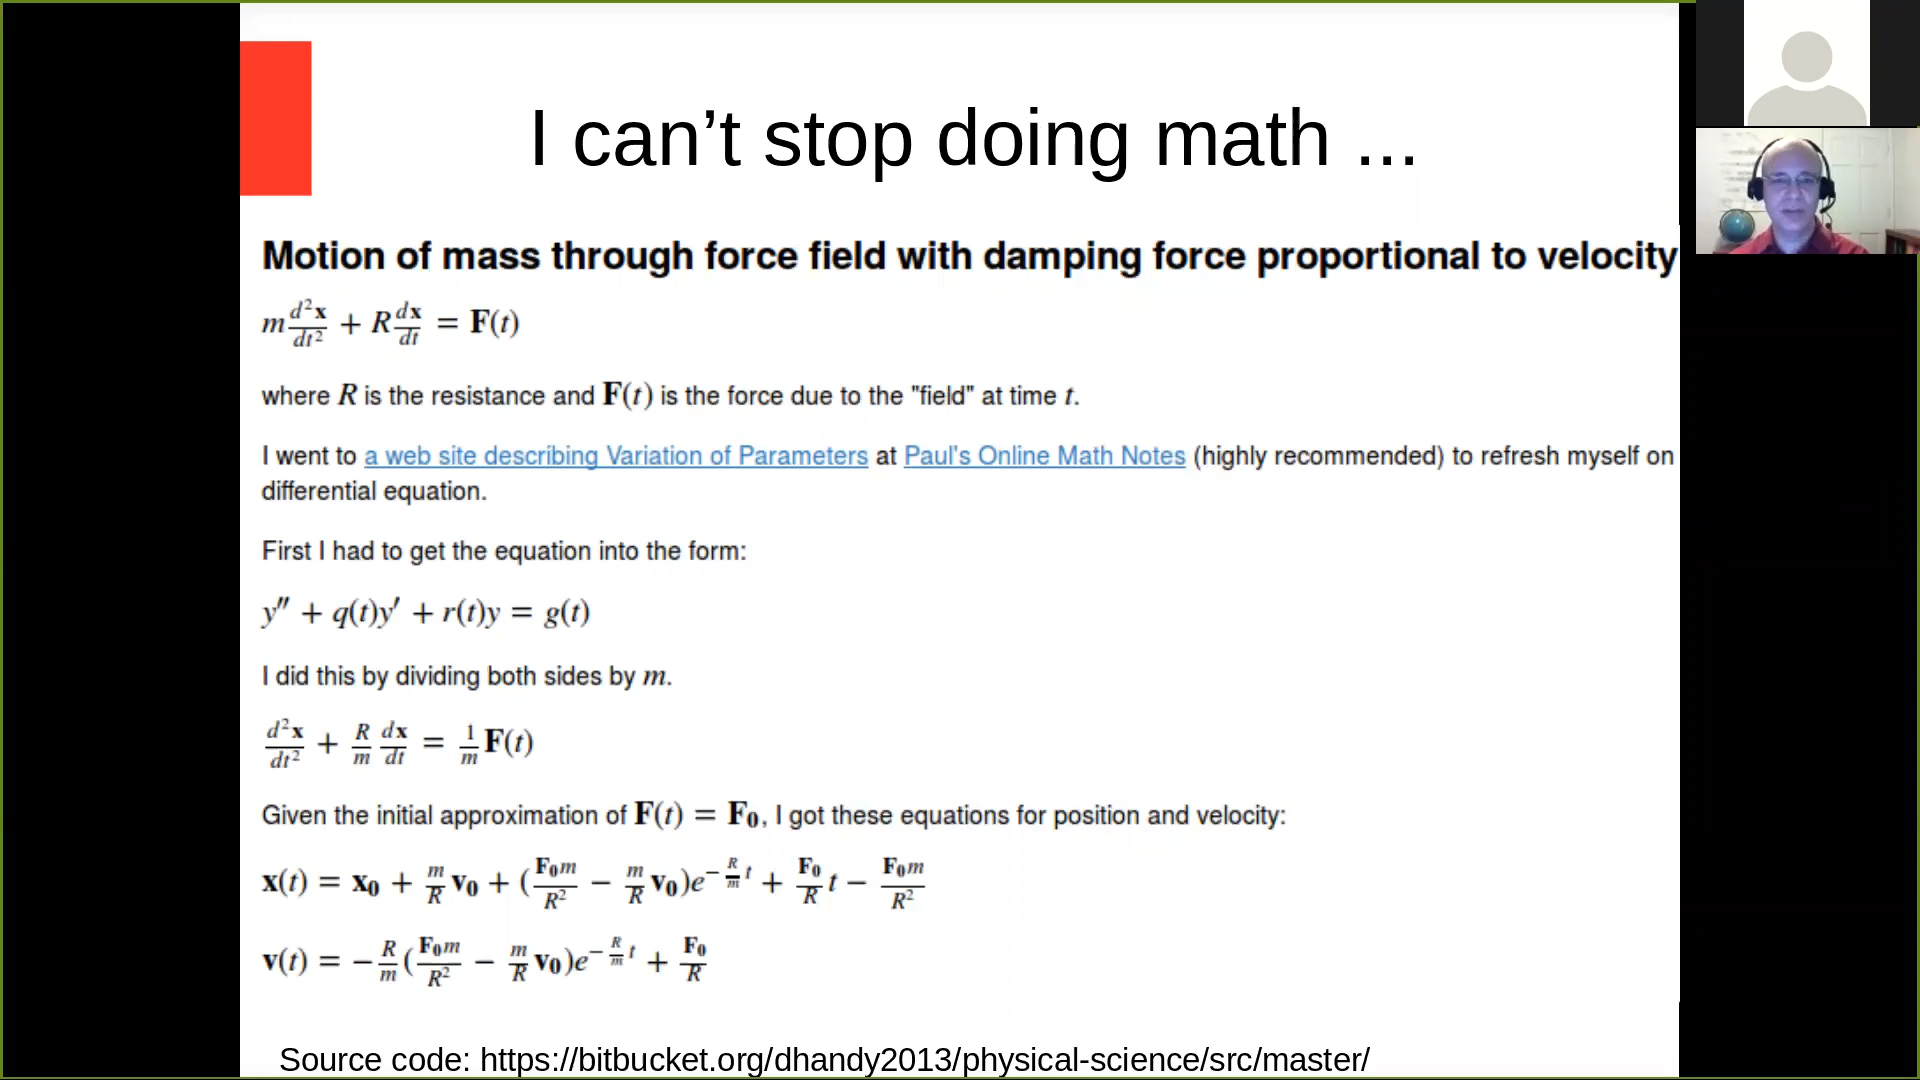 I can’t stop doing math ...
Motion of mass through force field with damping force proportional to velocity
m d²x/dt² + R dx/dt = F(t)
where R is the resistance and F(t) is the force due to the "field" at time t.
I went to a web site describing Variation of Parameters at Paul's Online Math Notes (highly recommended) to refresh myself on
differential equation.
First I had to get the equation into the form:
y″ + q(t)y′ + r(t)y = g(t)
I did this by dividing both sides by m.
d²x/dt² + R/m dx/dt = 1/m F(t)
Given the initial approximation of F(t) = F₀, I got these equations for position and velocity:
x(t) = x₀ + m/R v₀ + (F₀m/R² − m/R v₀)e^(−R/m t) + F₀/R t − F₀m/R²
v(t) = −R/m (F₀m/R² − m/R v₀)e^(−R/m t) + F₀/R
Source code: https://bitbucket.org/dhandy2013/physical-science/src/master/